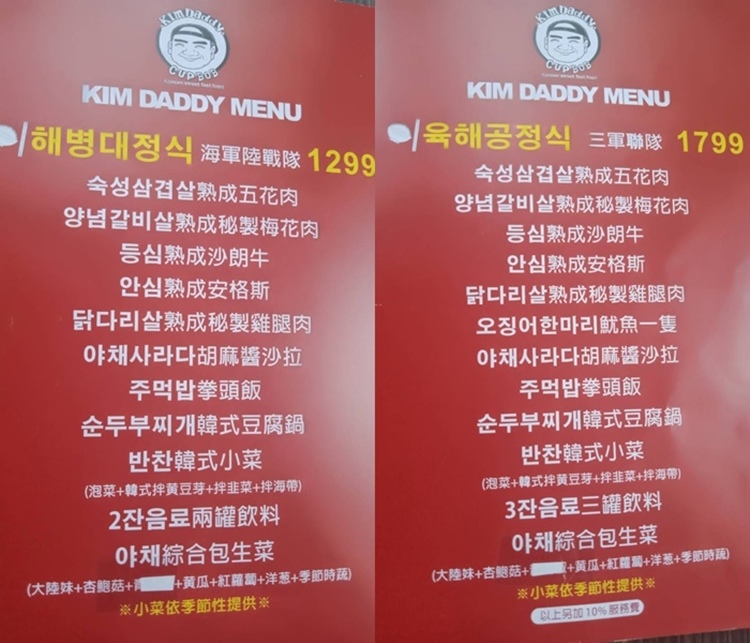 Kim Daddy
CUP BOB
KIM DADDY MENU
해병대정식 海軍陸戰隊 1299
숙성삼겹살熟成五花肉
양념갈비살熟成秘製梅花肉
등심熟成沙朗牛
안심熟成安格斯
닭다리살熟成秘製雞腿肉
야채사라다胡麻醬沙拉
주먹밥拳頭飯
순두부찌개韓式豆腐鍋
반찬韓式小菜
(泡菜+韓式拌黃豆芽+拌韭菜+拌海帶)
2잔음료兩罐飲料
야채綜合包生菜
(大陸妹+杏鮑菇+ +黃瓜+紅蘿蔔+洋葱+季節時蔬)
※小菜依季節性提供※
Kim Daddy
CUP BOB
KIM DADDY MENU
육해공정식 三軍聯隊 1799
숙성삼겹살熟成五花肉
양념갈비살熟成秘製梅花肉
등심熟成沙朗牛
안심熟成安格斯
닭다리살熟成秘製雞腿肉
오징어한마리魷魚一隻
야채사라다胡麻醬沙拉
주먹밥拳頭飯
순두부찌개韓式豆腐鍋
반찬韓式小菜
(泡菜+韓式拌黃豆芽+拌韭菜+拌海帶)
3잔음료三罐飲料
야채綜合包生菜
(大陸妹+杏鮑菇+ +黃瓜+紅蘿蔔+洋葱+季節時蔬)
※小菜依季節性提供※
以上另加10%服務費